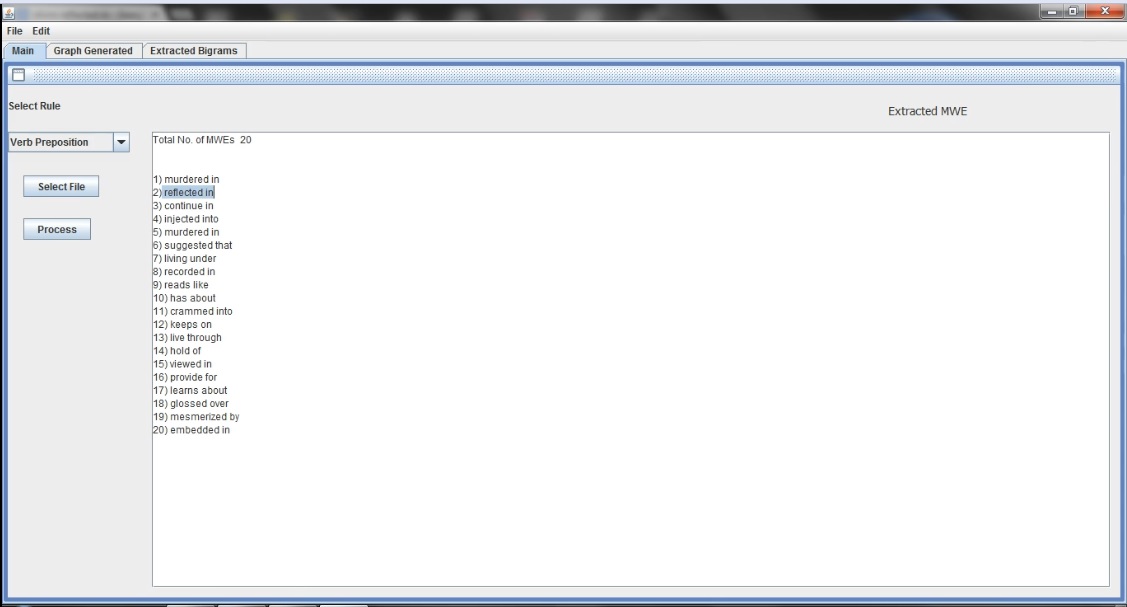 File Edit
Main Graph Generated Extracted Bigrams
Select Rule
Extracted MWE
Verb Preposition
Select File
Process
Total No. of MWEs 20
1) murdered in
2) reflected in
3) continue in
4) injected into
5) murdered in
6) suggested that
7) living under
8) recorded in
9) reads like
10) has about
11) crammed into
12) keeps on
13) live through
14) hold of
15) viewed in
16) provide for
17) learns about
18) glossed over
19) mesmerized by
20) embedded in